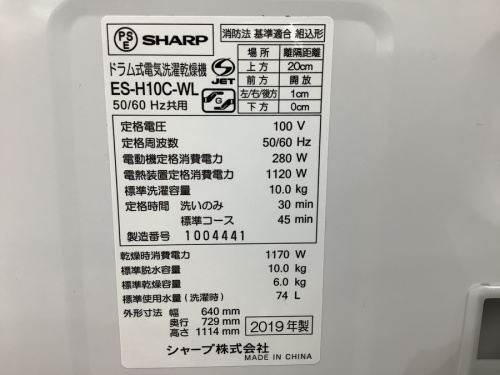 PS E SHARP
ドラム式電気洗濯乾燥機
ES-H10C-WL
50/60 Hz共用
S JET
G
消防法 基準適合 組込形
場所 離隔距離
上方 20cm
前方 開放
左/右/後方 1cm
下方 0cm
定格電圧 100 V
定格周波数 50/60 Hz
電動機定格消費電力 280 W
電熱装置定格消費電力 1120 W
標準洗濯容量 10.0 kg
定格時間 洗いのみ 30 min
標準コース 45 min
製造番号 1004441
乾燥時消費電力 1170 W
標準脱水容量 10.0 kg
標準乾燥容量 6.0 kg
標準使用水量(洗濯時) 74 L
外形寸法 幅 640 mm
奥行 729 mm
高さ 1114 mm
2019年製
シャープ株式会社
MADE IN CHINA